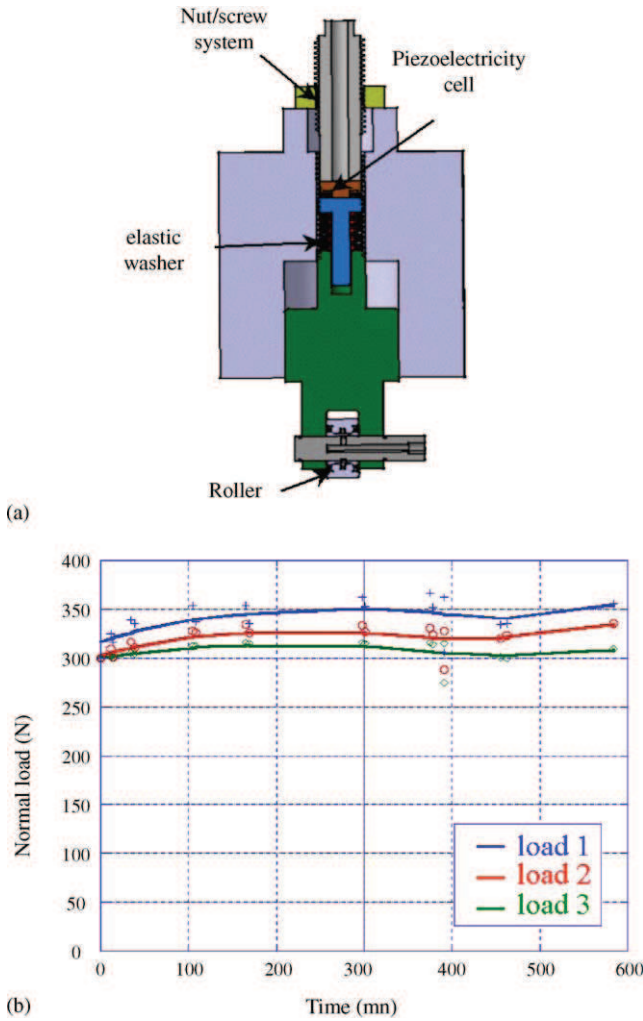 Nut/screw
system
Piezoelectricity
cell
elastic
washer
Roller
(a)
400
350
300
250
200
150
100
50
0
Normal load (N)
load 1
load 2
load 3
0 100 200 300 400 500 600
Time (mn)
(b)